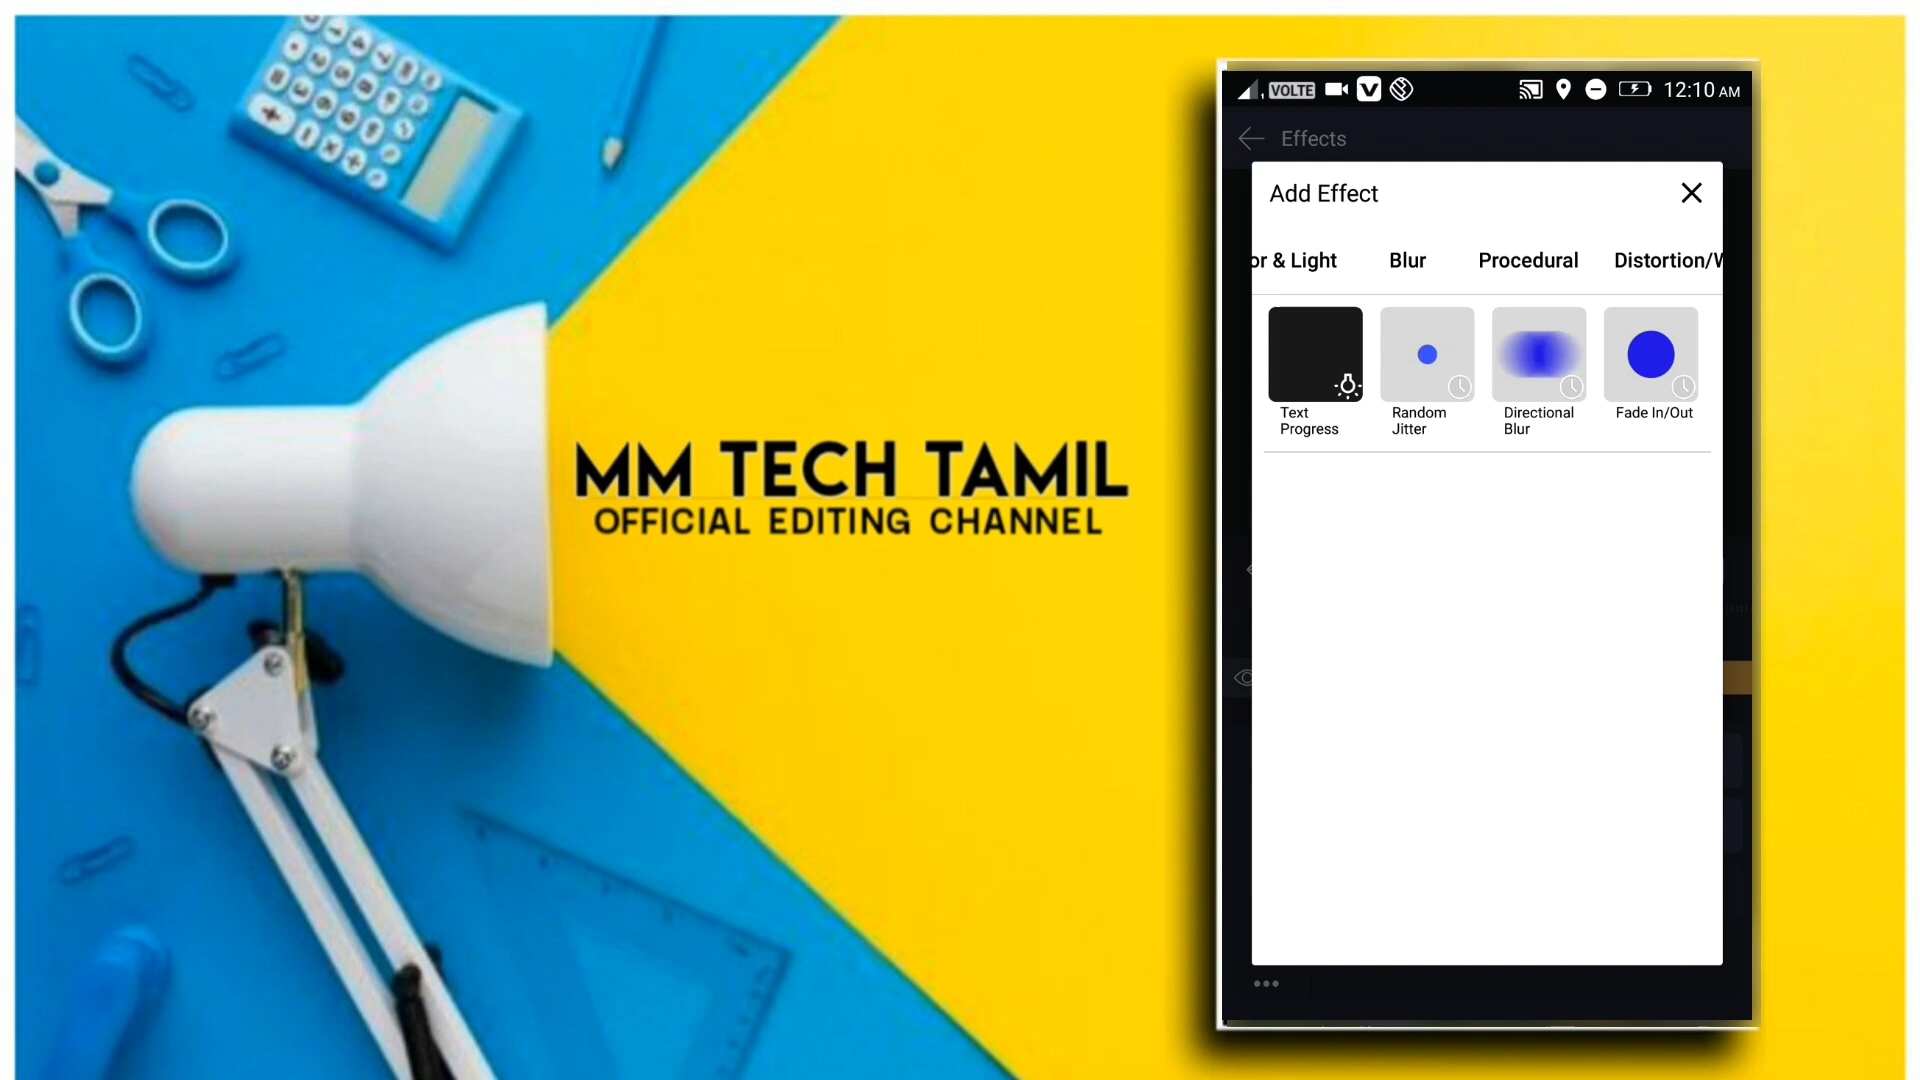 MM TECH TAMIL
OFFICIAL EDITING CHANNEL
VOLTE
12:10 AM
Effects
Add Effect
or & Light
Blur
Procedural
Distortion/
Text
Progress
Random
Jitter
Directional
Blur
Fade In/Out